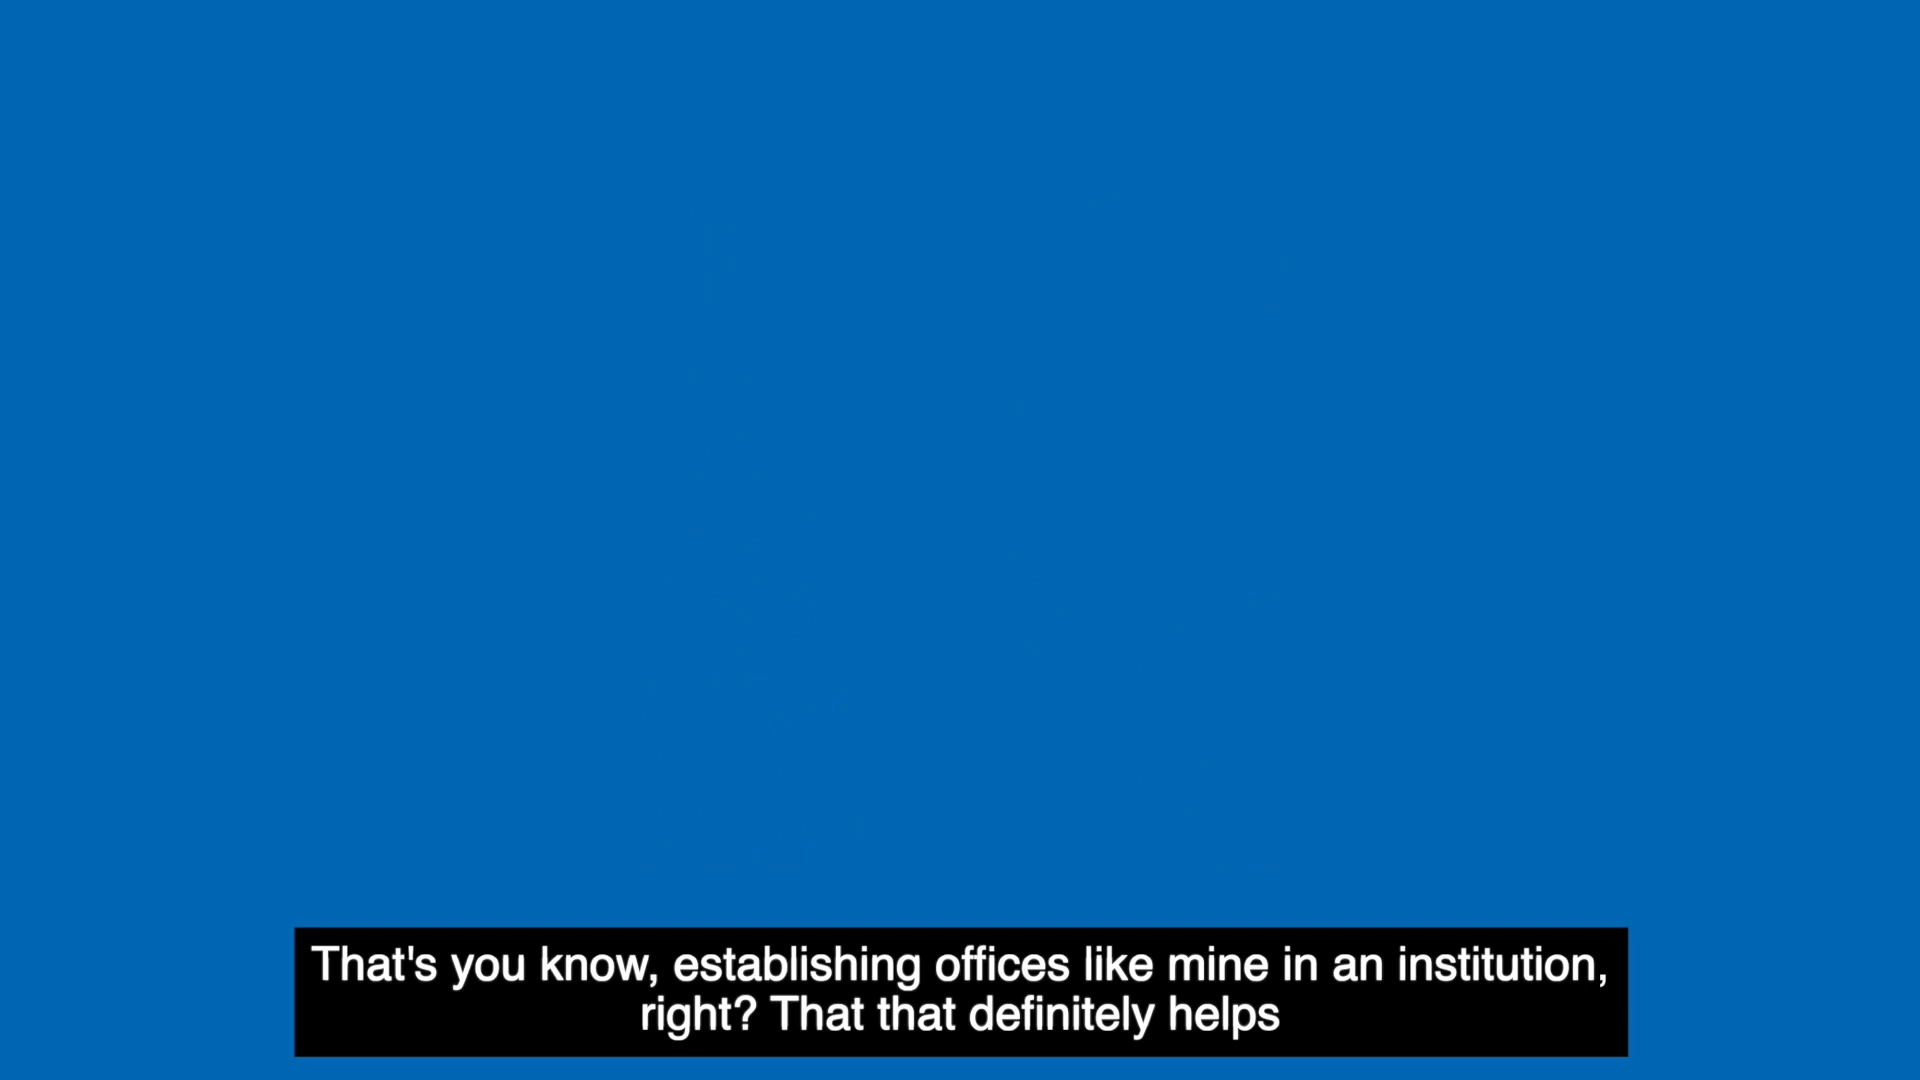 That's you know, establishing offices like mine in an institution,
right? That that definitely helps